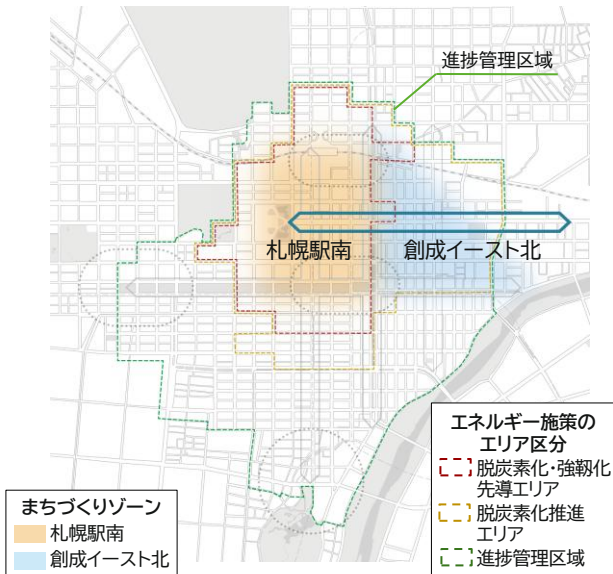 進捗管理区域
札幌駅南
創成イースト北
まちづくりゾーン
札幌駅南
創成イースト北
エネルギー施策の
エリア区分
脱炭素化・強靱化
先導エリア
脱炭素化推進
エリア
進捗管理区域